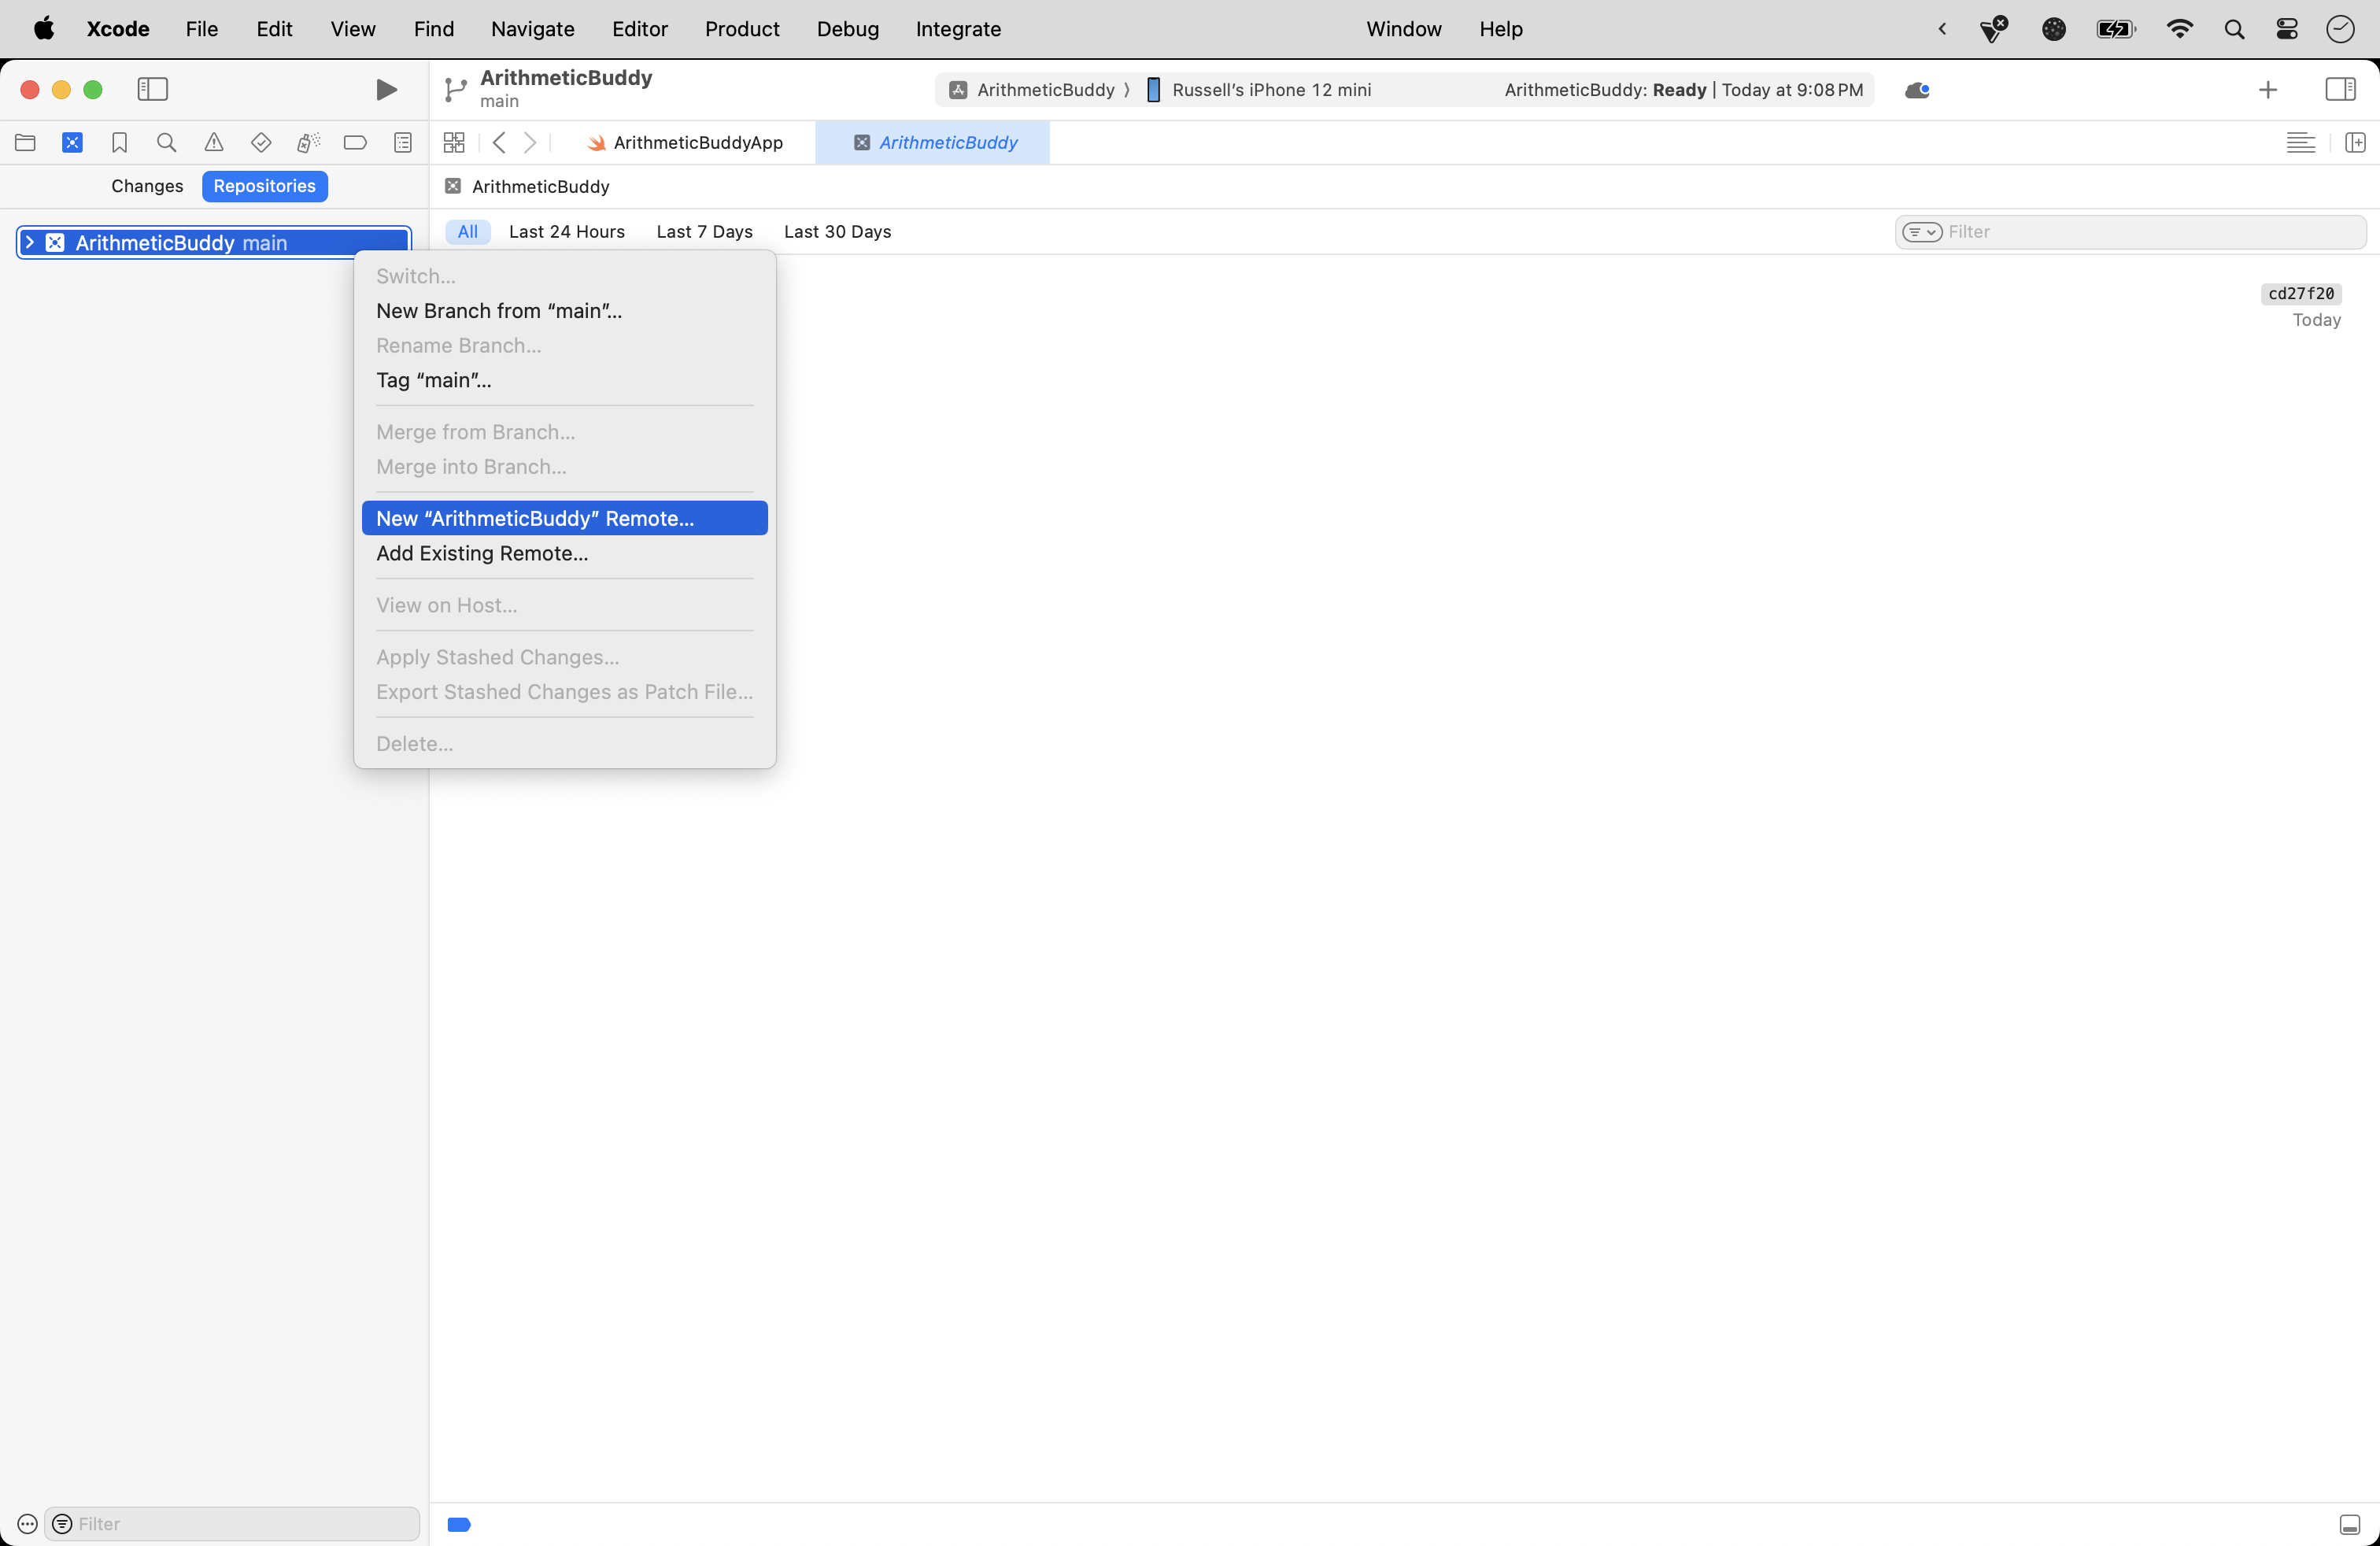 Xcode File Edit View Find Navigate Editor Product Debug Integrate Window Help
ArithmeticBuddy
main
ArithmeticBuddy Russell’s iPhone 12 mini ArithmeticBuddy: Ready | Today at 9:08 PM
ArithmeticBuddyApp ArithmeticBuddy
Changes Repositories
ArithmeticBuddy
ArithmeticBuddy main
All Last 24 Hours Last 7 Days Last 30 Days Filter
Switch...
New Branch from “main”...
Rename Branch...
Tag “main”...
Merge from Branch...
Merge into Branch...
New “ArithmeticBuddy” Remote...
Add Existing Remote...
View on Host...
Apply Stashed Changes...
Export Stashed Changes as Patch File...
Delete...
cd27f20
Today
Filter